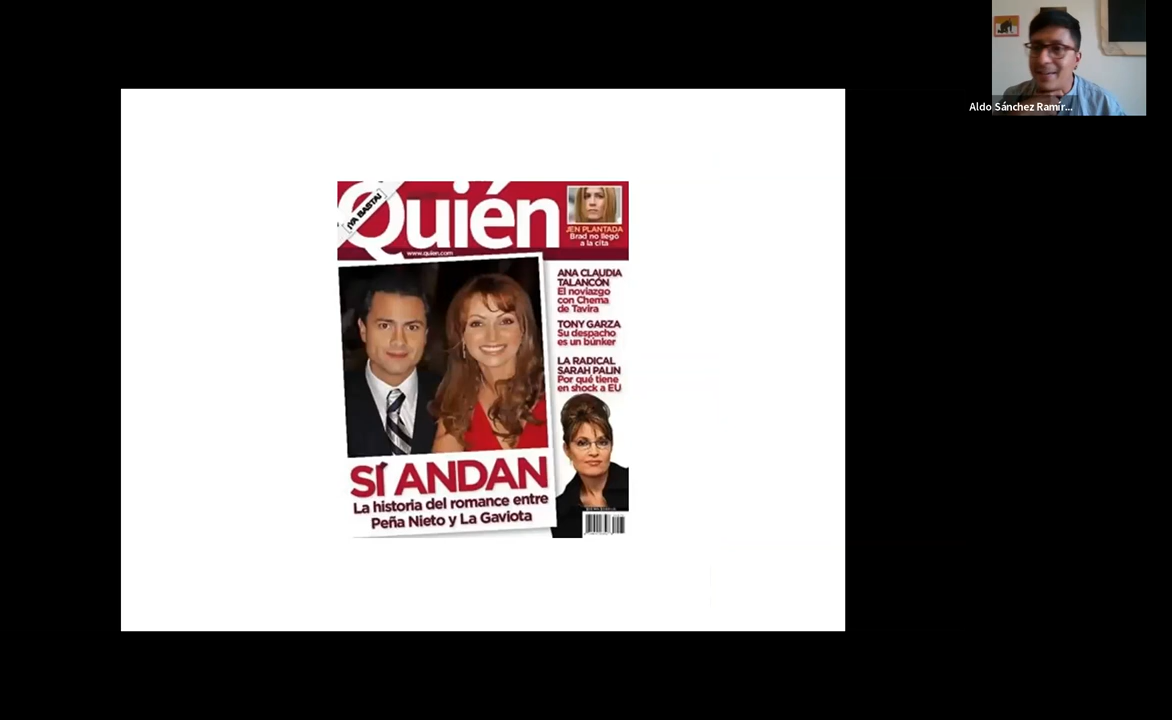 Aldo Sánchez Ramír...
¡YA BASTA!
Quién
www.quien.com
JEN PLANTADA
Brad no llegó
a la cita
ANA CLAUDIA
TALANCÓN
El noviazgo
con Chema
de Tavira
TONY GARZA
Su despacho
es un búnker
LA RADICAL
SARAH PALIN
Por qué tiene
en shock a EU
SÍ ANDAN
La historia del romance entre
Peña Nieto y La Gaviota